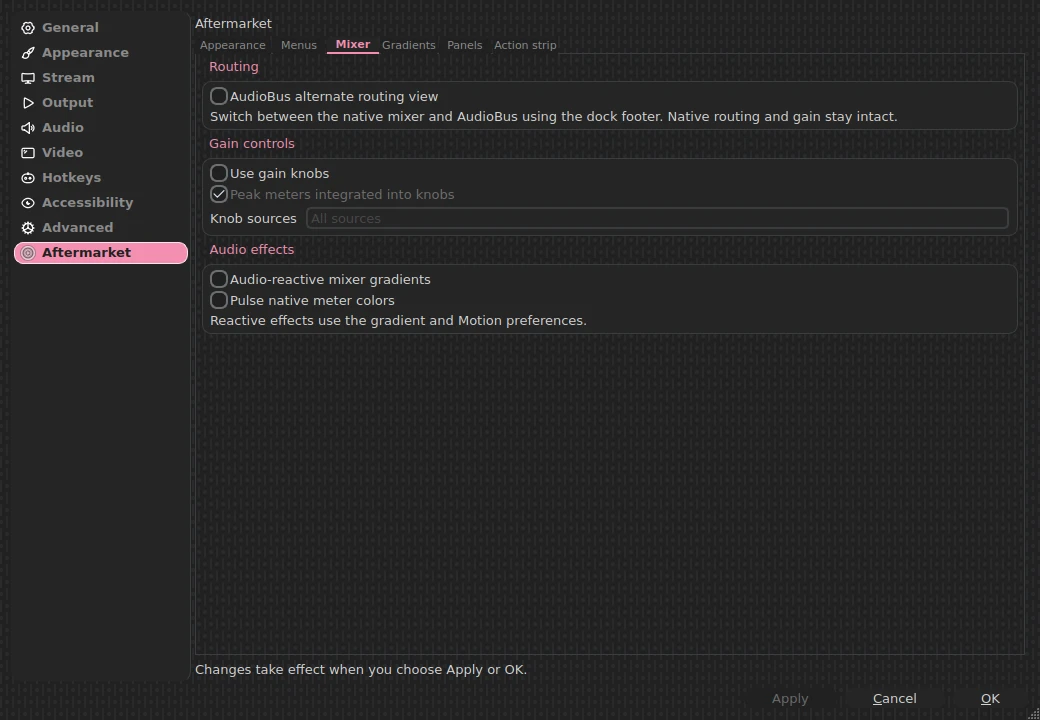 General
Appearance
Stream
Output
Audio
Video
Hotkeys
Accessibility
Advanced
Aftermarket
Aftermarket
Appearance Menus Mixer Gradients Panels Action strip
Routing
AudioBus alternate routing view
Switch between the native mixer and AudioBus using the dock footer. Native routing and gain stay intact.
Gain controls
Use gain knobs
Peak meters integrated into knobs
Knob sources All sources
Audio effects
Audio-reactive mixer gradients
Pulse native meter colors
Reactive effects use the gradient and Motion preferences.
Changes take effect when you choose Apply or OK.
Apply Cancel OK